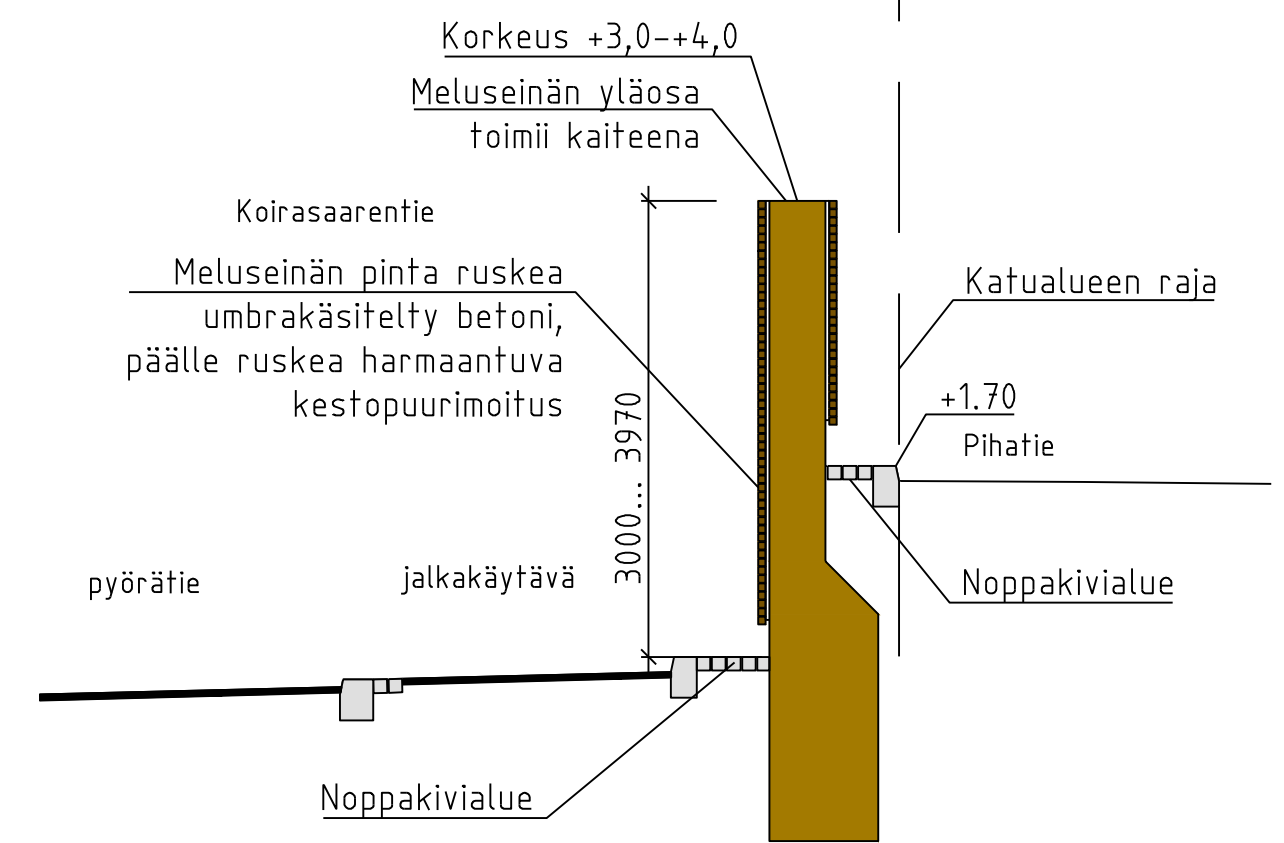 Korkeus +3,0-+4,0
Meluseinän yläosa
toimii kaiteena
Koirasaarentie
Meluseinän pinta ruskea
umbrakäsitelty betoni,
päälle ruskea harmaantuva
kestopuurimoitus
3000... 3970
Katualueen raja
+1.70
Pihatie
Noppakivialue
pyörätie
jalkakäytävä
Noppakivialue